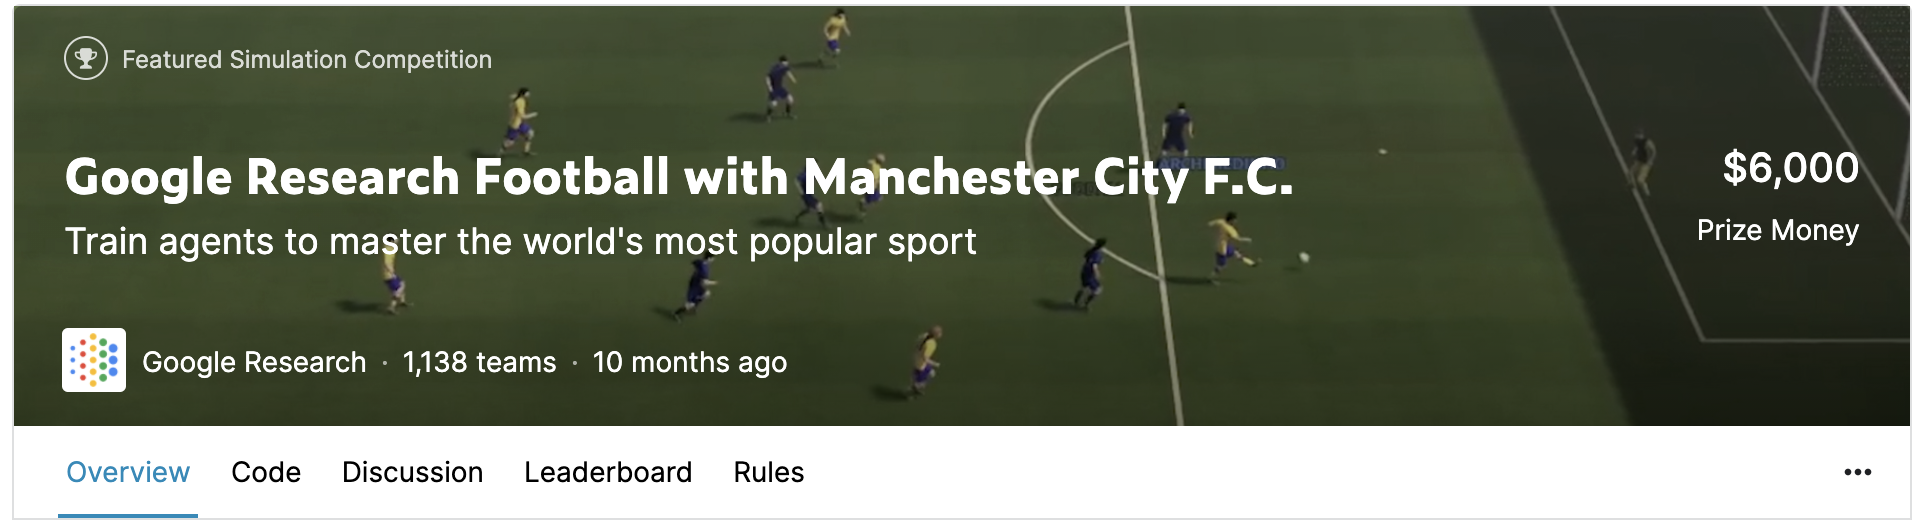 Featured Simulation Competition
Google Research Football with Manchester City F.C.
Train agents to master the world's most popular sport
$6,000
Prize Money
Google Research · 1,138 teams · 10 months ago
Overview Code Discussion Leaderboard Rules